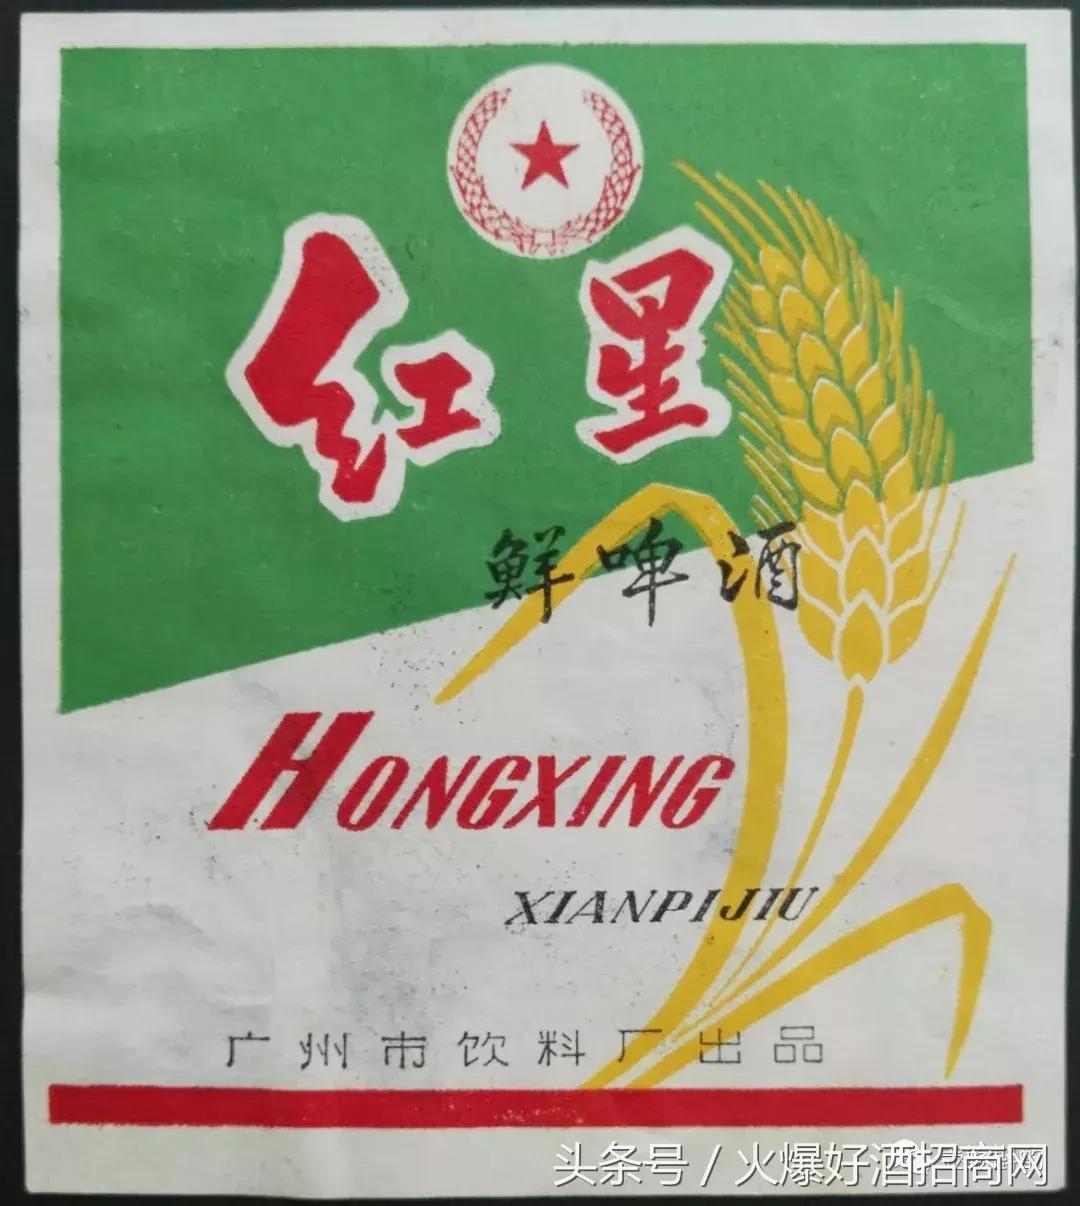 红星
鲜啤酒
HONGXING
XIANPIJIU
广州市饮料厂出品
头条号 / 火爆好酒招商网